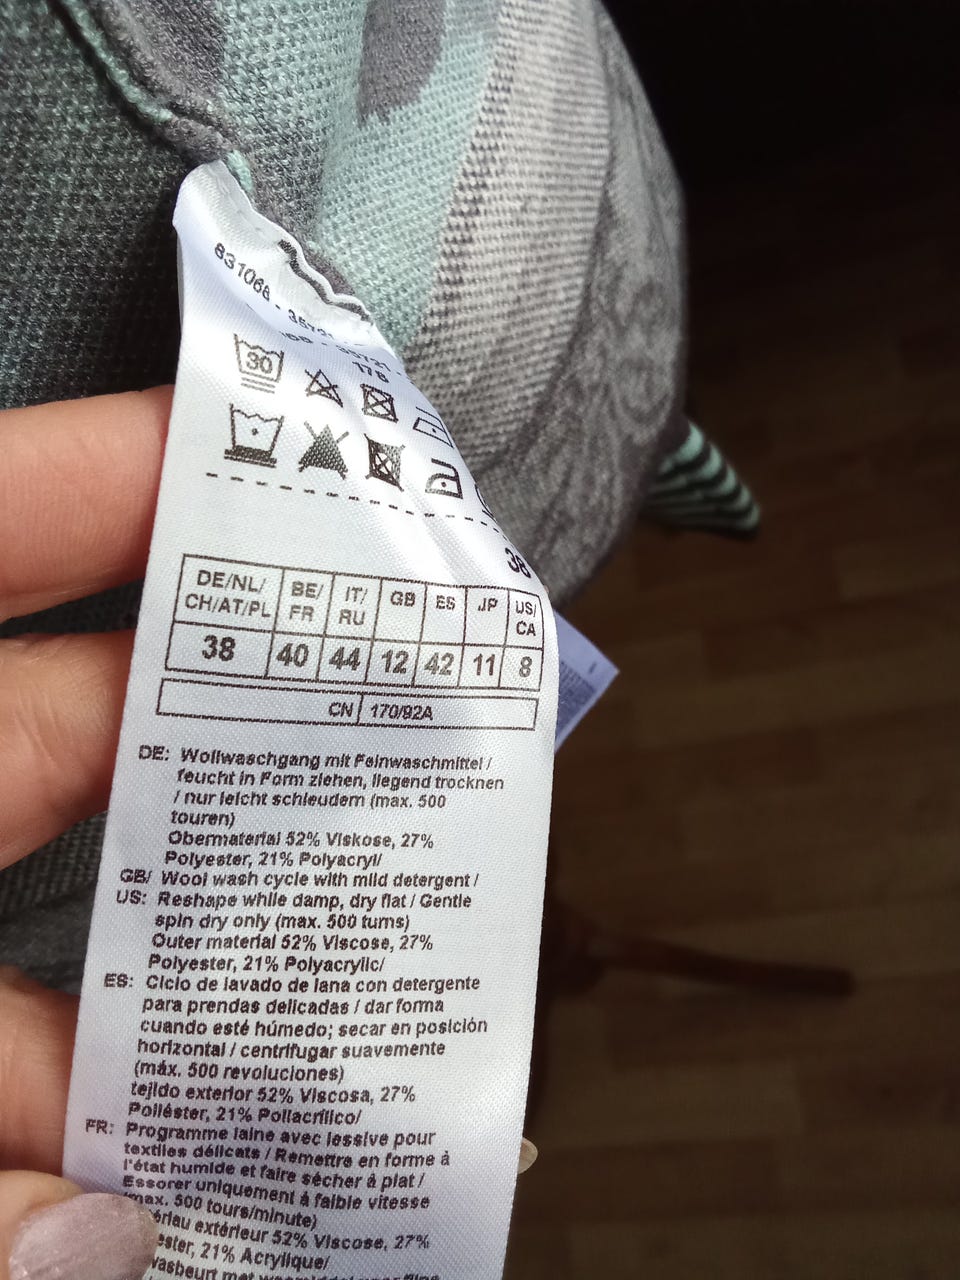 831068 - 35721
178
30
38
DE/NL/ CH/AT/PL BE/ FR IT/ RU GB ES JP US/ CA
38 40 44 12 42 11 8
CN 170/92A
DE: Wollwaschgang mit Feinwaschmittel /
feucht in Form ziehen, liegend trocknen
/ nur leicht schleudern (max. 500
touren)
Obermaterial 52% Viskose, 27%
Polyester, 21% Polyacryl/
GB/ Wool wash cycle with mild detergent /
US: Reshape while damp, dry flat / Gentle
spin dry only (max. 500 turns)
Outer material 52% Viscose, 27%
Polyester, 21% Polyacrylic/
ES: Ciclo de lavado de lana con detergente
para prendas delicadas / dar forma
cuando esté húmedo; secar en posición
horizontal / centrifugar suavemente
(máx. 500 revoluciones)
tejido exterior 52% Viscosa, 27%
Poliéster, 21% Poliacrílico/
FR: Programme laine avec lessive pour
textiles délicats / Remettre en forme à
l'état humide et faire sécher à plat /
Essorer uniquement à faible vitesse
max. 500 tours/minute)
extérieur 52% Viscose, 27%
21% Acrylique/